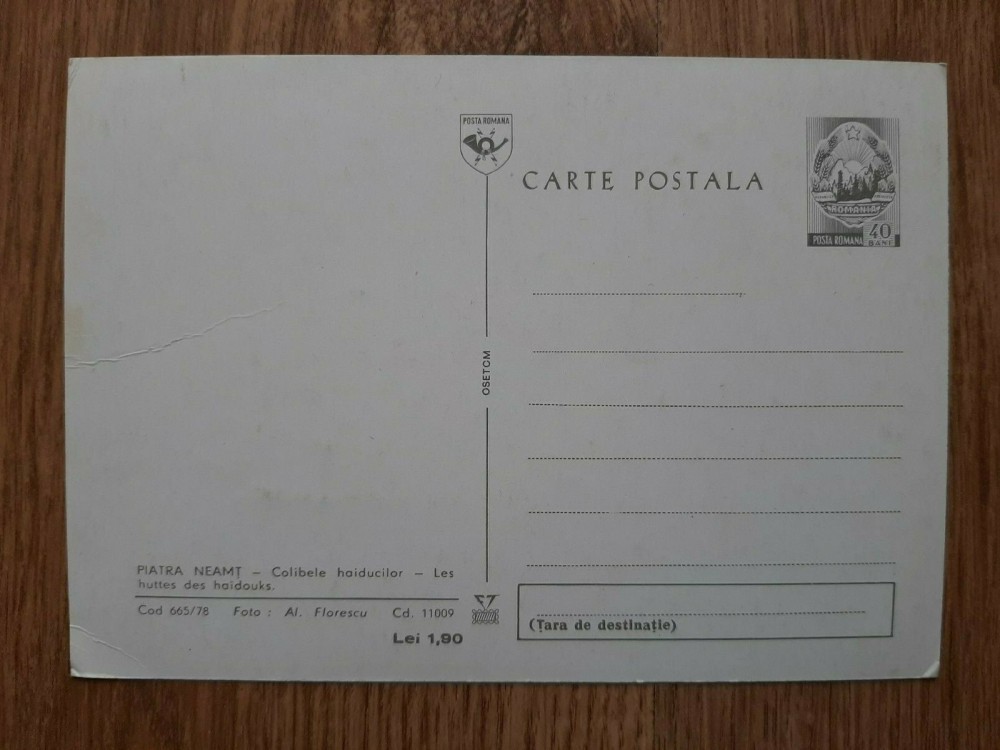 POSTA ROMANA
CARTE POSTALA
ROMANIA
POSTA ROMANA 40
BANI
OSETCM
PIATRA NEAMȚ – Colibele haiducilor – Les
huttes des haïdouks.
Cod 665/78 Foto : Al. Florescu Cd. 11009
Lei 1,90
(Țara de destinație)